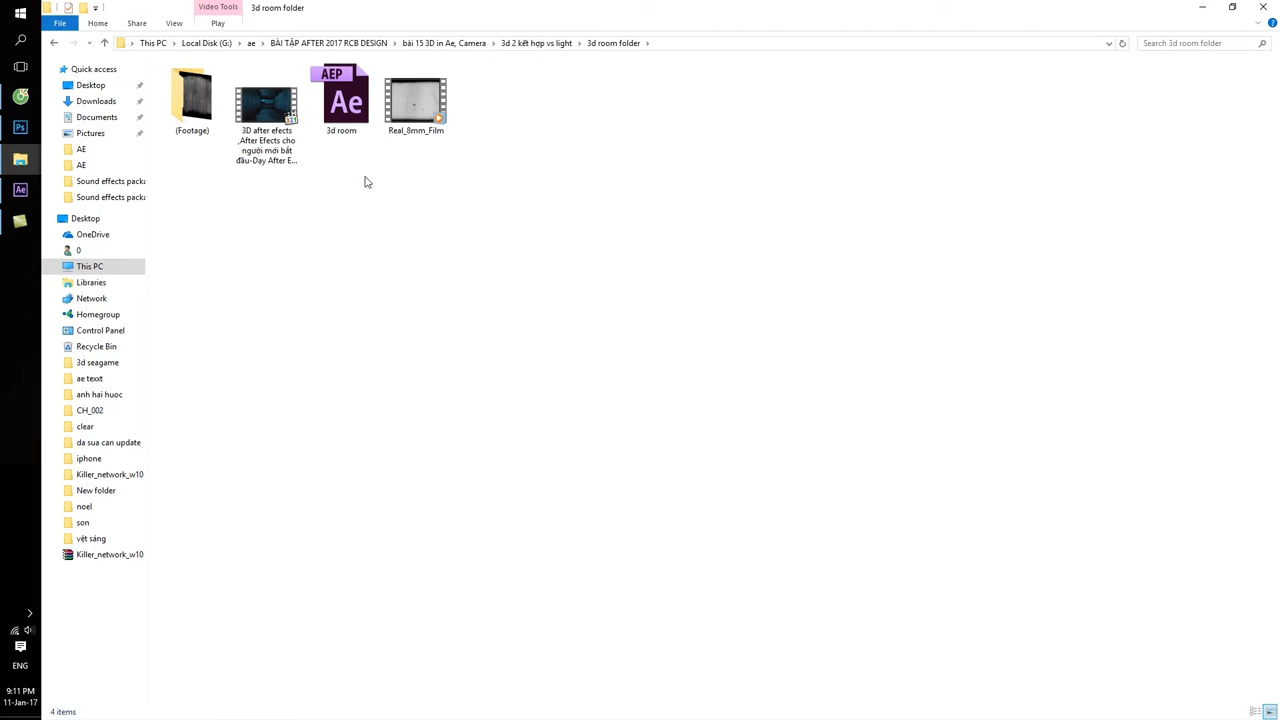 Video Tools
3d room folder
File
Home
Share
View
Play
This PC
Local Disk (G:)
ae
BÀI TẬP AFTER 2017 RCB DESIGN
bài 15 3D in Ae, Camera
3d 2 kết hợp vs light
3d room folder
Search 3d room folder
Quick access
Desktop
Downloads
Documents
Pictures
AE
AE
Sound effects packa
Sound effects packa
Desktop
OneDrive
0
This PC
Libraries
Network
Homegroup
Control Panel
Recycle Bin
3d seagame
ae texxt
anh hai huoc
CH_002
clear
da sua can update
iphone
Killer_network_w10
New folder
noel
son
vệt sáng
Killer_network_w10
(Footage)
3D after efects
,After Efects cho
người mới bắt
đầu-Day After E...
AEP
Ae
3d room
Real_8mm_Film
Ps
Ae
ENG
9:11 PM
11-Jan-17
4 items